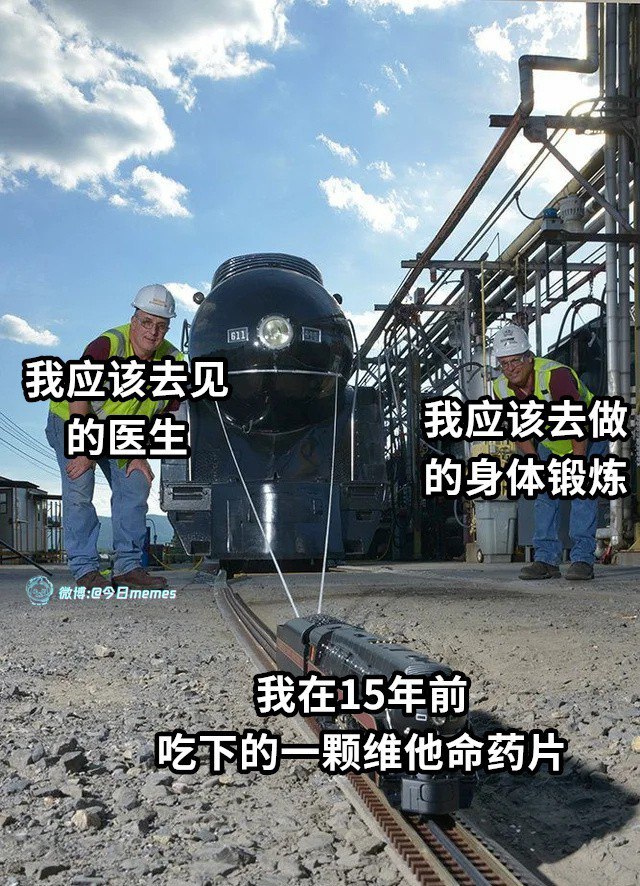 611
我应该去见
的医生
我应该去做
的身体锻炼
微博:@今日memes
我在15年前
吃下的一颗维他命药片